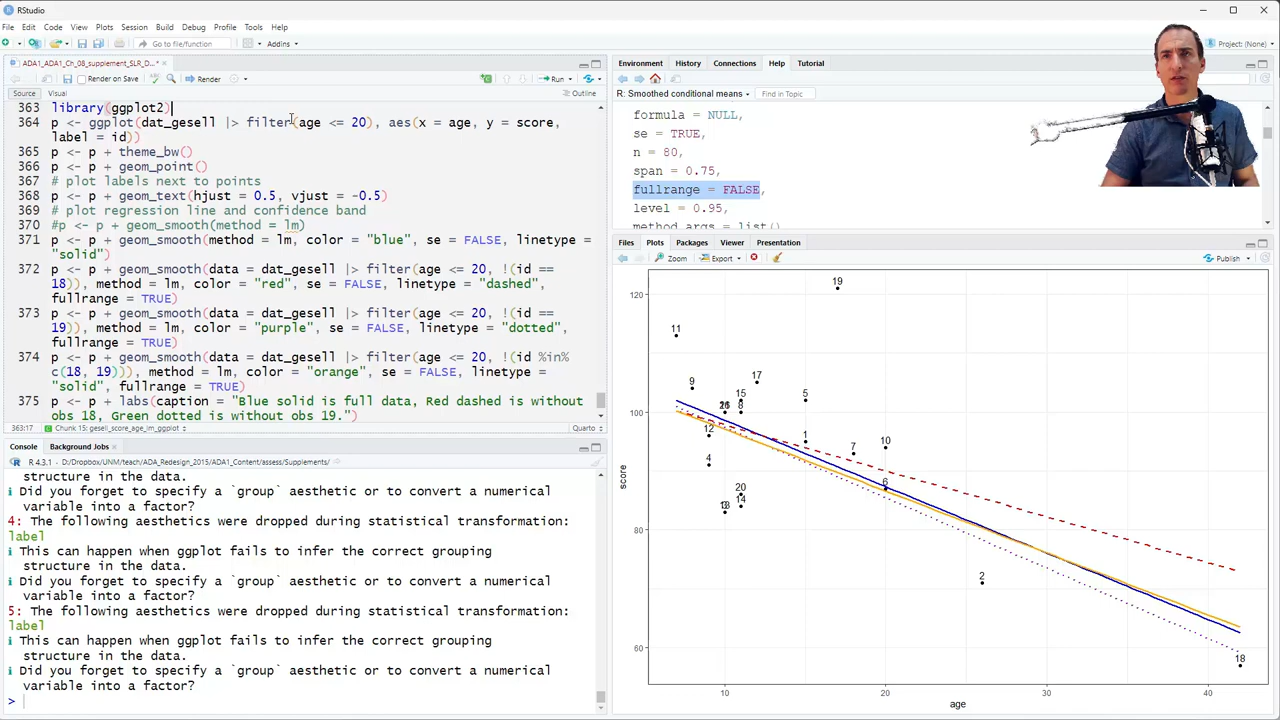 RStudio
File Edit Code View Plots Session Build Debug Profile Tools Help
Go to file/function Addins Project: (None)
ADA1_ADA1_Ch_08_supplement_SLR_D...*
Render on Save Render Run
Source Visual Outline
363 library(ggplot2)
364 p <- ggplot(dat_gesell |> filter(age <= 20), aes(x = age, y = score,
label = id))
365 p <- p + theme_bw()
366 p <- p + geom_point()
367 # plot labels next to points
368 p <- p + geom_text(hjust = 0.5, vjust = -0.5)
369 # plot regression line and confidence band
370 #p <- p + geom_smooth(method = lm)
371 p <- p + geom_smooth(method = lm, color = "blue", se = FALSE, linetype =
"solid")
372 p <- p + geom_smooth(data = dat_gesell |> filter(age <= 20, !(id ==
18)), method = lm, color = "red", se = FALSE, linetype = "dashed",
fullrange = TRUE)
373 p <- p + geom_smooth(data = dat_gesell |> filter(age <= 20, !(id ==
19)), method = lm, color = "purple", se = FALSE, linetype = "dotted",
fullrange = TRUE)
374 p <- p + geom_smooth(data = dat_gesell |> filter(age <= 20, !(id %in%
c(18, 19))), method = lm, color = "orange", se = FALSE, linetype =
"solid", fullrange = TRUE)
375 p <- p + labs(caption = "Blue solid is full data, Red dashed is without
obs 18, Green dotted is without obs 19.")
363:17 Chunk 15: gesell_score_age_lm_ggplot Quarto
Console Background Jobs
R 4.3.1 · D:/Dropbox/UNM/teach/ADA_Redesign_2015/ADA1_Content/assess/Supplements/
structure in the data.
ℹ Did you forget to specify a `group` aesthetic or to convert a numerical
variable into a factor?
4: The following aesthetics were dropped during statistical transformation:
label
ℹ This can happen when ggplot fails to infer the correct grouping
structure in the data.
ℹ Did you forget to specify a `group` aesthetic or to convert a numerical
variable into a factor?
5: The following aesthetics were dropped during statistical transformation:
label
ℹ This can happen when ggplot fails to infer the correct grouping
structure in the data.
ℹ Did you forget to specify a `group` aesthetic or to convert a numerical
variable into a factor?
>
Environment History Connections Help Tutorial
R: Smoothed conditional means Find in Topic
formula = NULL,
se = TRUE,
n = 80,
span = 0.75,
fullrange = FALSE,
level = 0.95,
method.args = list()
Files Plots Packages Viewer Presentation
Zoom Export Publish
120
100
80
60
score
19
11
17
9
15
5
8
12
1
7
10
4
6
20
14
2
18
10 20 30 40
age